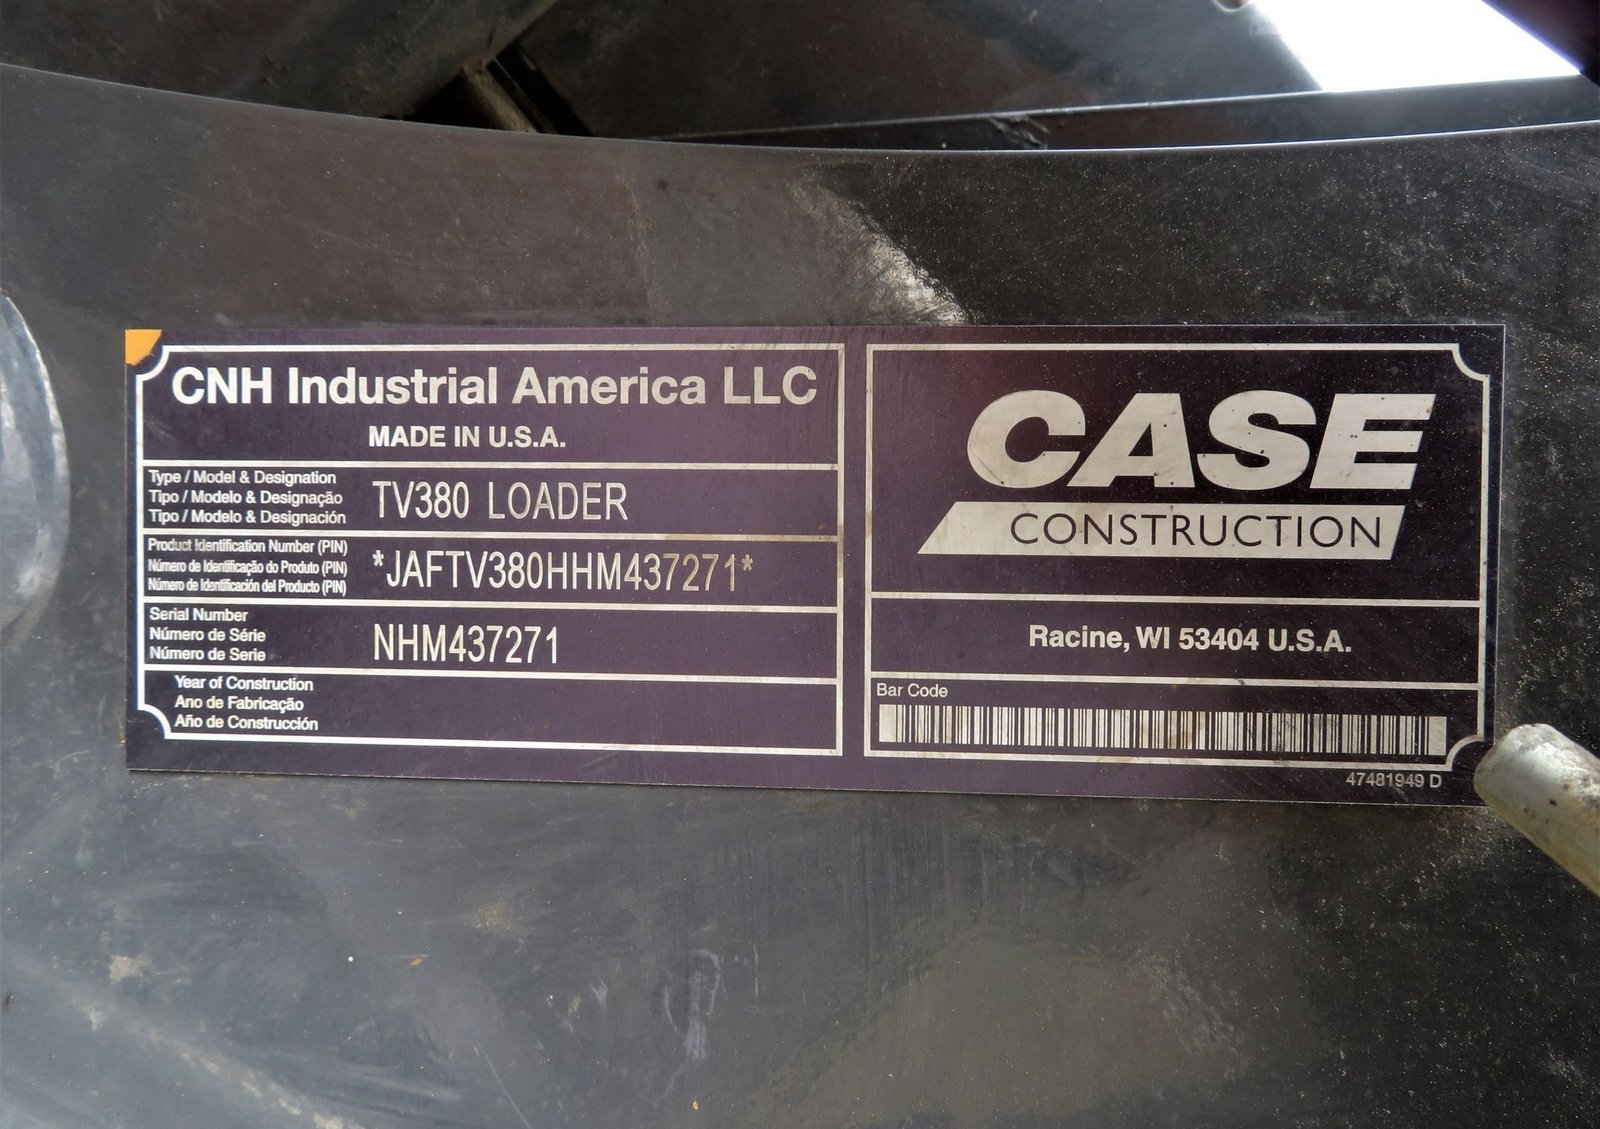 CNH Industrial America LLC
MADE IN U.S.A.
Type / Model & Designation
Tipo / Modelo & Designação
Tipo / Modelo & Designación
TV380 LOADER
Product Identification Number (PIN)
Número de Identificação do Produto (PIN)
Número de Identificación del Producto (PIN)
*JAFTV380HHM437271*
Serial Number
Número de Série
Número de Serie
NHM437271
Year of Construction
Ano de Fabricação
Año de Construcción
CASE
CONSTRUCTION
Racine, WI 53404 U.S.A.
Bar Code
47481949 D